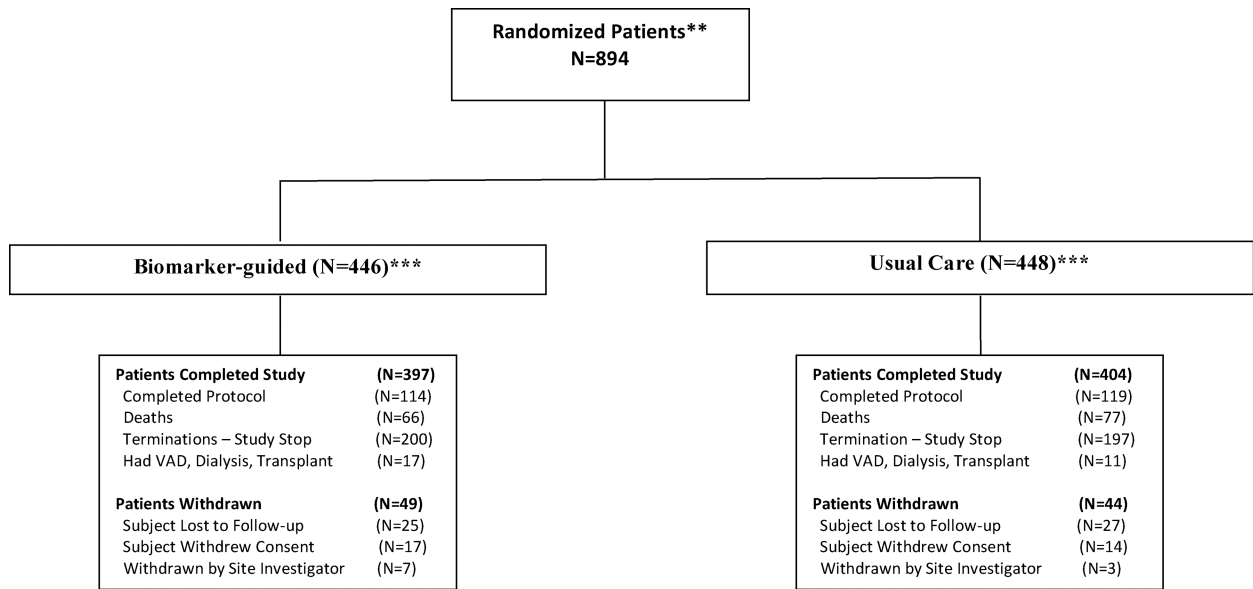 Randomized Patients**
N=894
Biomarker-guided (N=446)***
Usual Care (N=448)***
Patients Completed Study (N=397)
Completed Protocol (N=114)
Deaths (N=66)
Terminations – Study Stop (N=200)
Had VAD, Dialysis, Transplant (N=17)
Patients Withdrawn (N=49)
Subject Lost to Follow-up (N=25)
Subject Withdrew Consent (N=17)
Withdrawn by Site Investigator (N=7)
Patients Completed Study (N=404)
Completed Protocol (N=119)
Deaths (N=77)
Termination – Study Stop (N=197)
Had VAD, Dialysis, Transplant (N=11)
Patients Withdrawn (N=44)
Subject Lost to Follow-up (N=27)
Subject Withdrew Consent (N=14)
Withdrawn by Site Investigator (N=3)